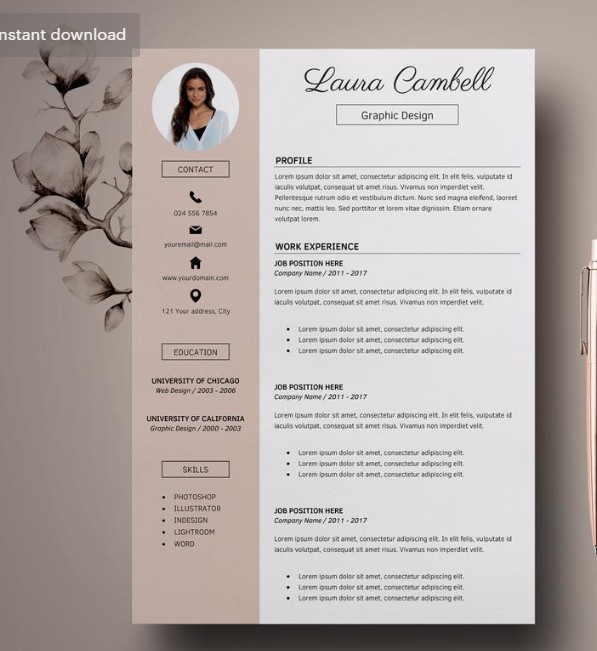 nstant download
Laura Cambell
Graphic Design
CONTACT
024 556 7854
youremail@mail.com
www.yourdomain.com
121 Your address, City
EDUCATION
UNIVERSITY OF CHICAGO
Web Design / 2003 - 2006
UNIVERSITY OF CALIFORNIA
Graphic Design / 2000 - 2003
SKILLS
• PHOTOSHOP
• ILLUSTRATOR
• INDESIGN
• LIGHTROOM
• WORD
PROFILE
Lorem ipsum dolor sit amet, consectetur adipiscing elit. In elit felis, vulputate id
iaculis volutpat, consequat sit amet risus. Vivamus non imperdiet velit.
Pellentesque rutrum odio et vestibulum dictum. Nunc sed magna eleifend, laoreet
nunc nec, mattis leo. Sed porttitor et lorem vitae dignissim. Etiam ornare
volutpat lorem.
WORK EXPERIENCE
JOB POSITION HERE
Company Name / 2011 - 2017
Lorem ipsum dolor sit amet, consectetur adipiscing elit. In elit felis, vulputate id
iaculis volutpat, consequat sit amet risus. Vivamus non imperdiet velit.
• Lorem ipsum dolor sit amet, consectetur adipiscing elit.
• Lorem ipsum dolor sit amet, consectetur adipiscing elit.
• Lorem ipsum dolor sit amet, consectetur adipiscing elit.
JOB POSITION HERE
Company Name / 2011 - 2017
Lorem ipsum dolor sit amet, consectetur adipiscing elit. In elit felis, vulputate id
iaculis volutpat, consequat sit amet risus. Vivamus non imperdiet velit.
• Lorem ipsum dolor sit amet, consectetur adipiscing elit.
• Lorem ipsum dolor sit amet, consectetur adipiscing elit.
• Lorem ipsum dolor sit amet, consectetur adipiscing elit.
JOB POSITION HERE
Company Name / 2011 - 2017
Lorem ipsum dolor sit amet, consectetur adipiscing elit. In elit felis, vulputate id
iaculis volutpat, consequat sit amet risus. Vivamus non imperdiet velit.
• Lorem ipsum dolor sit amet, consectetur adipiscing elit.
• Lorem ipsum dolor sit amet, consectetur adipiscing elit.
• Lorem ipsum dolor sit amet, consectetur adipiscing elit.